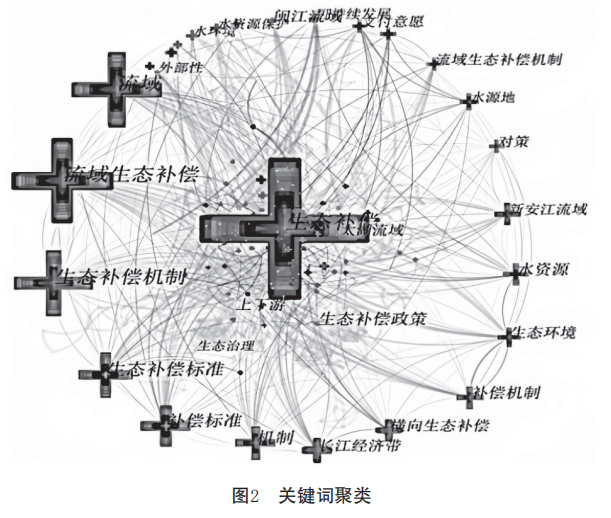 闽江流域
可持续发展
水资源保护
支付意愿
水环境
流域生态补偿机制
外部性
流域
水源地
对策
流域生态补偿
新安江流域
生态补偿
太湖流域
水资源
生态补偿机制
上下游
生态补偿政策
生态环境
生态治理
生态补偿标准
补偿机制
补偿标准
横向生态补偿
机制
长江经济带
图2 关键词聚类